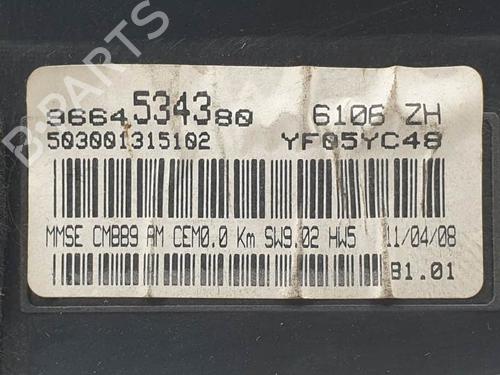 9664534380 6106 ZH
503001315102 YF05YC48
MMSE CMBB9 AM CEM0,0 Km SW9.02 HW5 11/04/08
B1.01